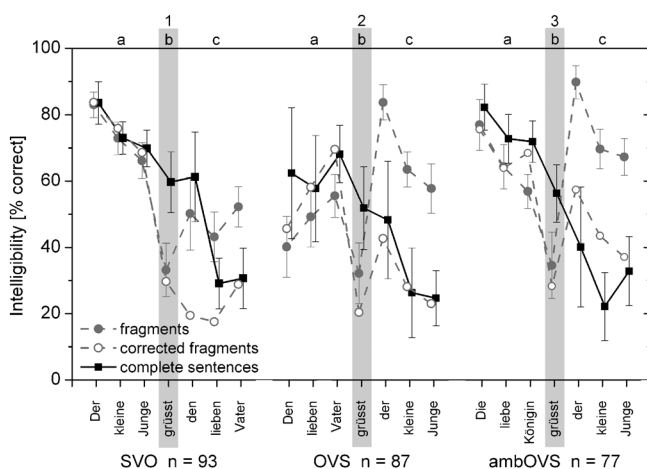 1 2 3
a b c a b c a b c
100
80
60
40
20
0
Intelligibility [% correct]
fragments
corrected fragments
complete sentences
Der kleine Junge grüsst den lieben Vater
Den lieben Vater grüsst der kleine Junge
Die liebe Königin grüsst der kleine Junge
SVO n = 93 OVS n = 87 ambOVS n = 77